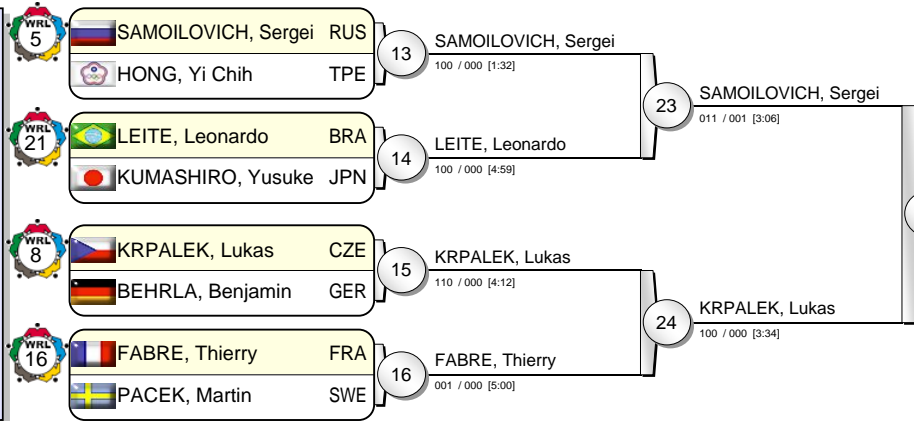 WRL
5
SAMOILOVICH, Sergei RUS
HONG, Yi Chih TPE
13
SAMOILOVICH, Sergei
100 / 000 [1:32]
WRL
21
LEITE, Leonardo BRA
KUMASHIRO, Yusuke JPN
14
LEITE, Leonardo
100 / 000 [4:59]
23
SAMOILOVICH, Sergei
011 / 001 [3:06]
WRL
8
KRPALEK, Lukas CZE
BEHRLA, Benjamin GER
15
KRPALEK, Lukas
110 / 000 [4:12]
WRL
16
FABRE, Thierry FRA
PACEK, Martin SWE
16
FABRE, Thierry
001 / 000 [5:00]
24
KRPALEK, Lukas
100 / 000 [3:34]